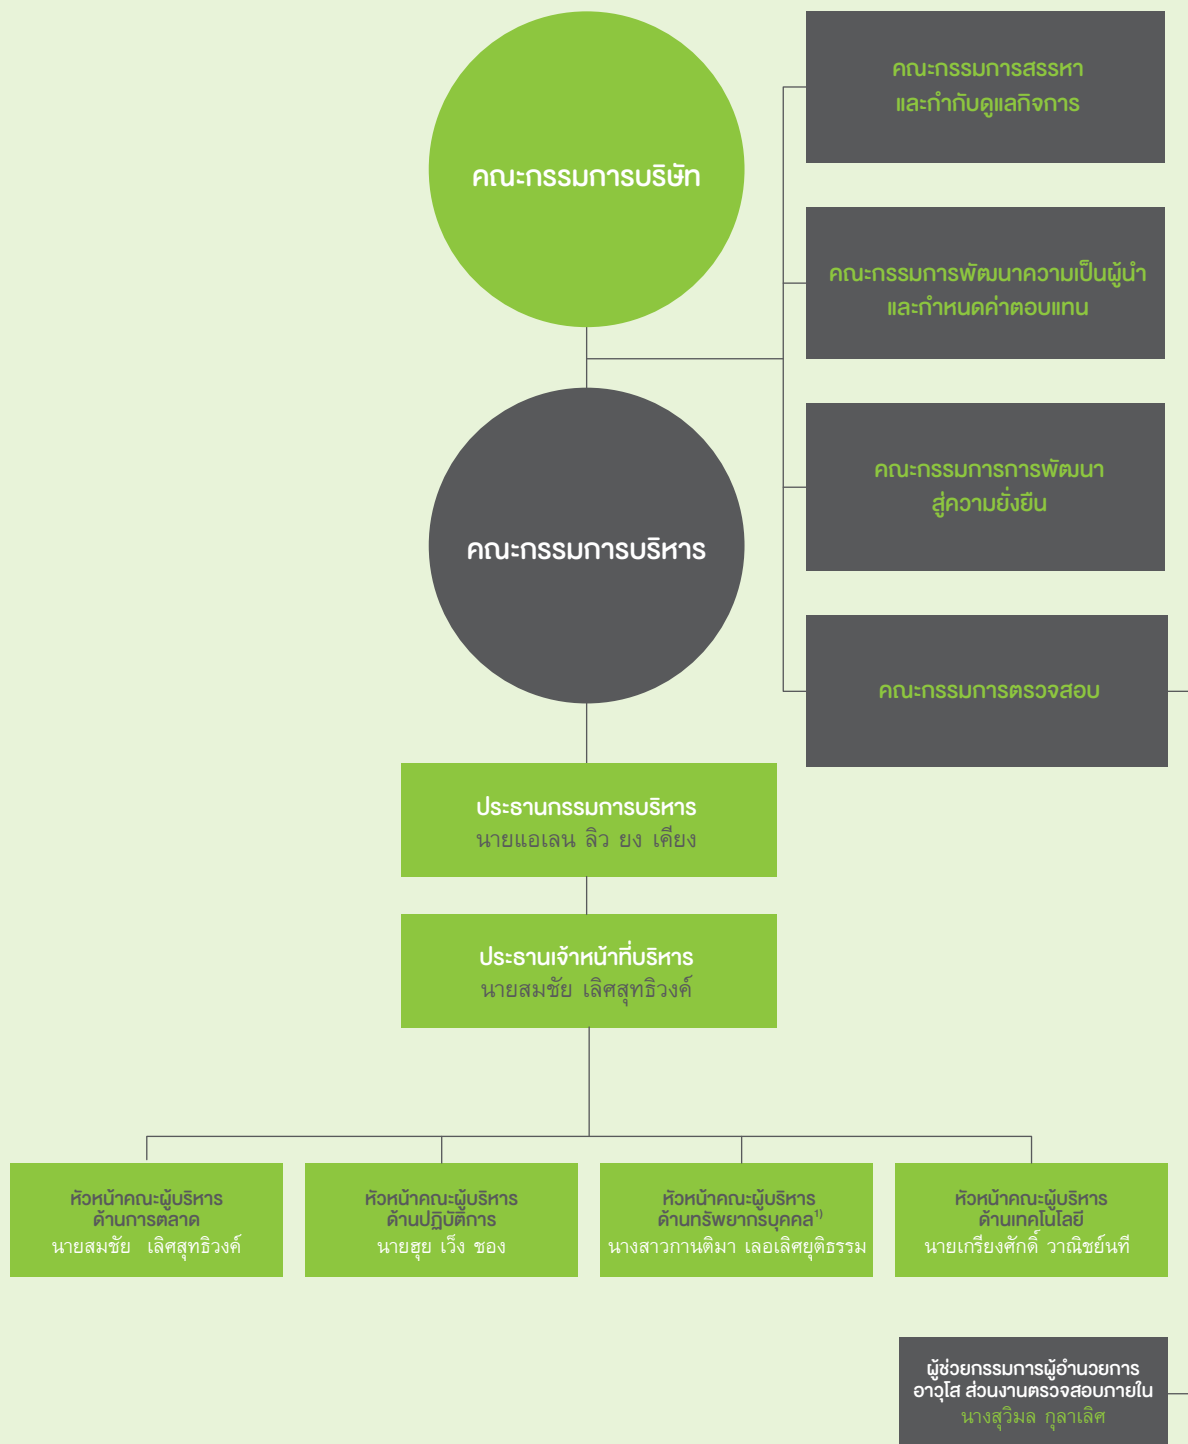 คณะกรรมการบริษัท
คณะกรรมการสรรหา
และกำกับดูแลกิจการ
คณะกรรมการพัฒนาความเป็นผู้นำ
และกำหนดค่าตอบแทน
คณะกรรมการบริหาร
คณะกรรมการการพัฒนา
สู่ความยั่งยืน
คณะกรรมการตรวจสอบ
ประธานกรรมการบริหาร
นายแอเลน ลิว ยง เคียง
ประธานเจ้าหน้าที่บริหาร
นายสมชัย เลิศสุทธิวงค์
หัวหน้าคณะผู้บริหาร
ด้านการตลาด
นายสมชัย เลิศสุทธิวงค์
หัวหน้าคณะผู้บริหาร
ด้านปฏิบัติการ
นายฮุย เว็ง ชอง
หัวหน้าคณะผู้บริหาร
ด้านทรัพยากรบุคคล¹⁾
นางสาวกานติมา เลอเลิศยุติธรรม
หัวหน้าคณะผู้บริหาร
ด้านเทคโนโลยี
นายเกรียงศักดิ์ วาณิชย์นที
ผู้ช่วยกรรมการผู้อำนวยการ
อาวุโส ส่วนงานตรวจสอบภายใน
นางสุวิมล กุลาเลิศ